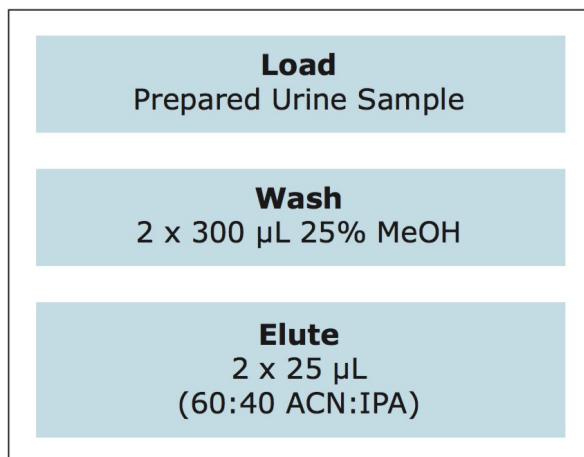 Load
Prepared Urine Sample
Wash
2 x 300 µL 25% MeOH
Elute
2 x 25 µL
(60:40 ACN:IPA)